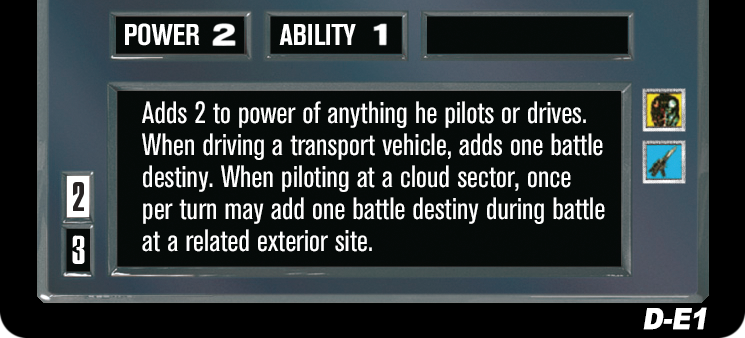 POWER 2 ABILITY 1
Adds 2 to power of anything he pilots or drives.
When driving a transport vehicle, adds one battle
destiny. When piloting at a cloud sector, once
per turn may add one battle destiny during battle
at a related exterior site.
2
3
D-E1